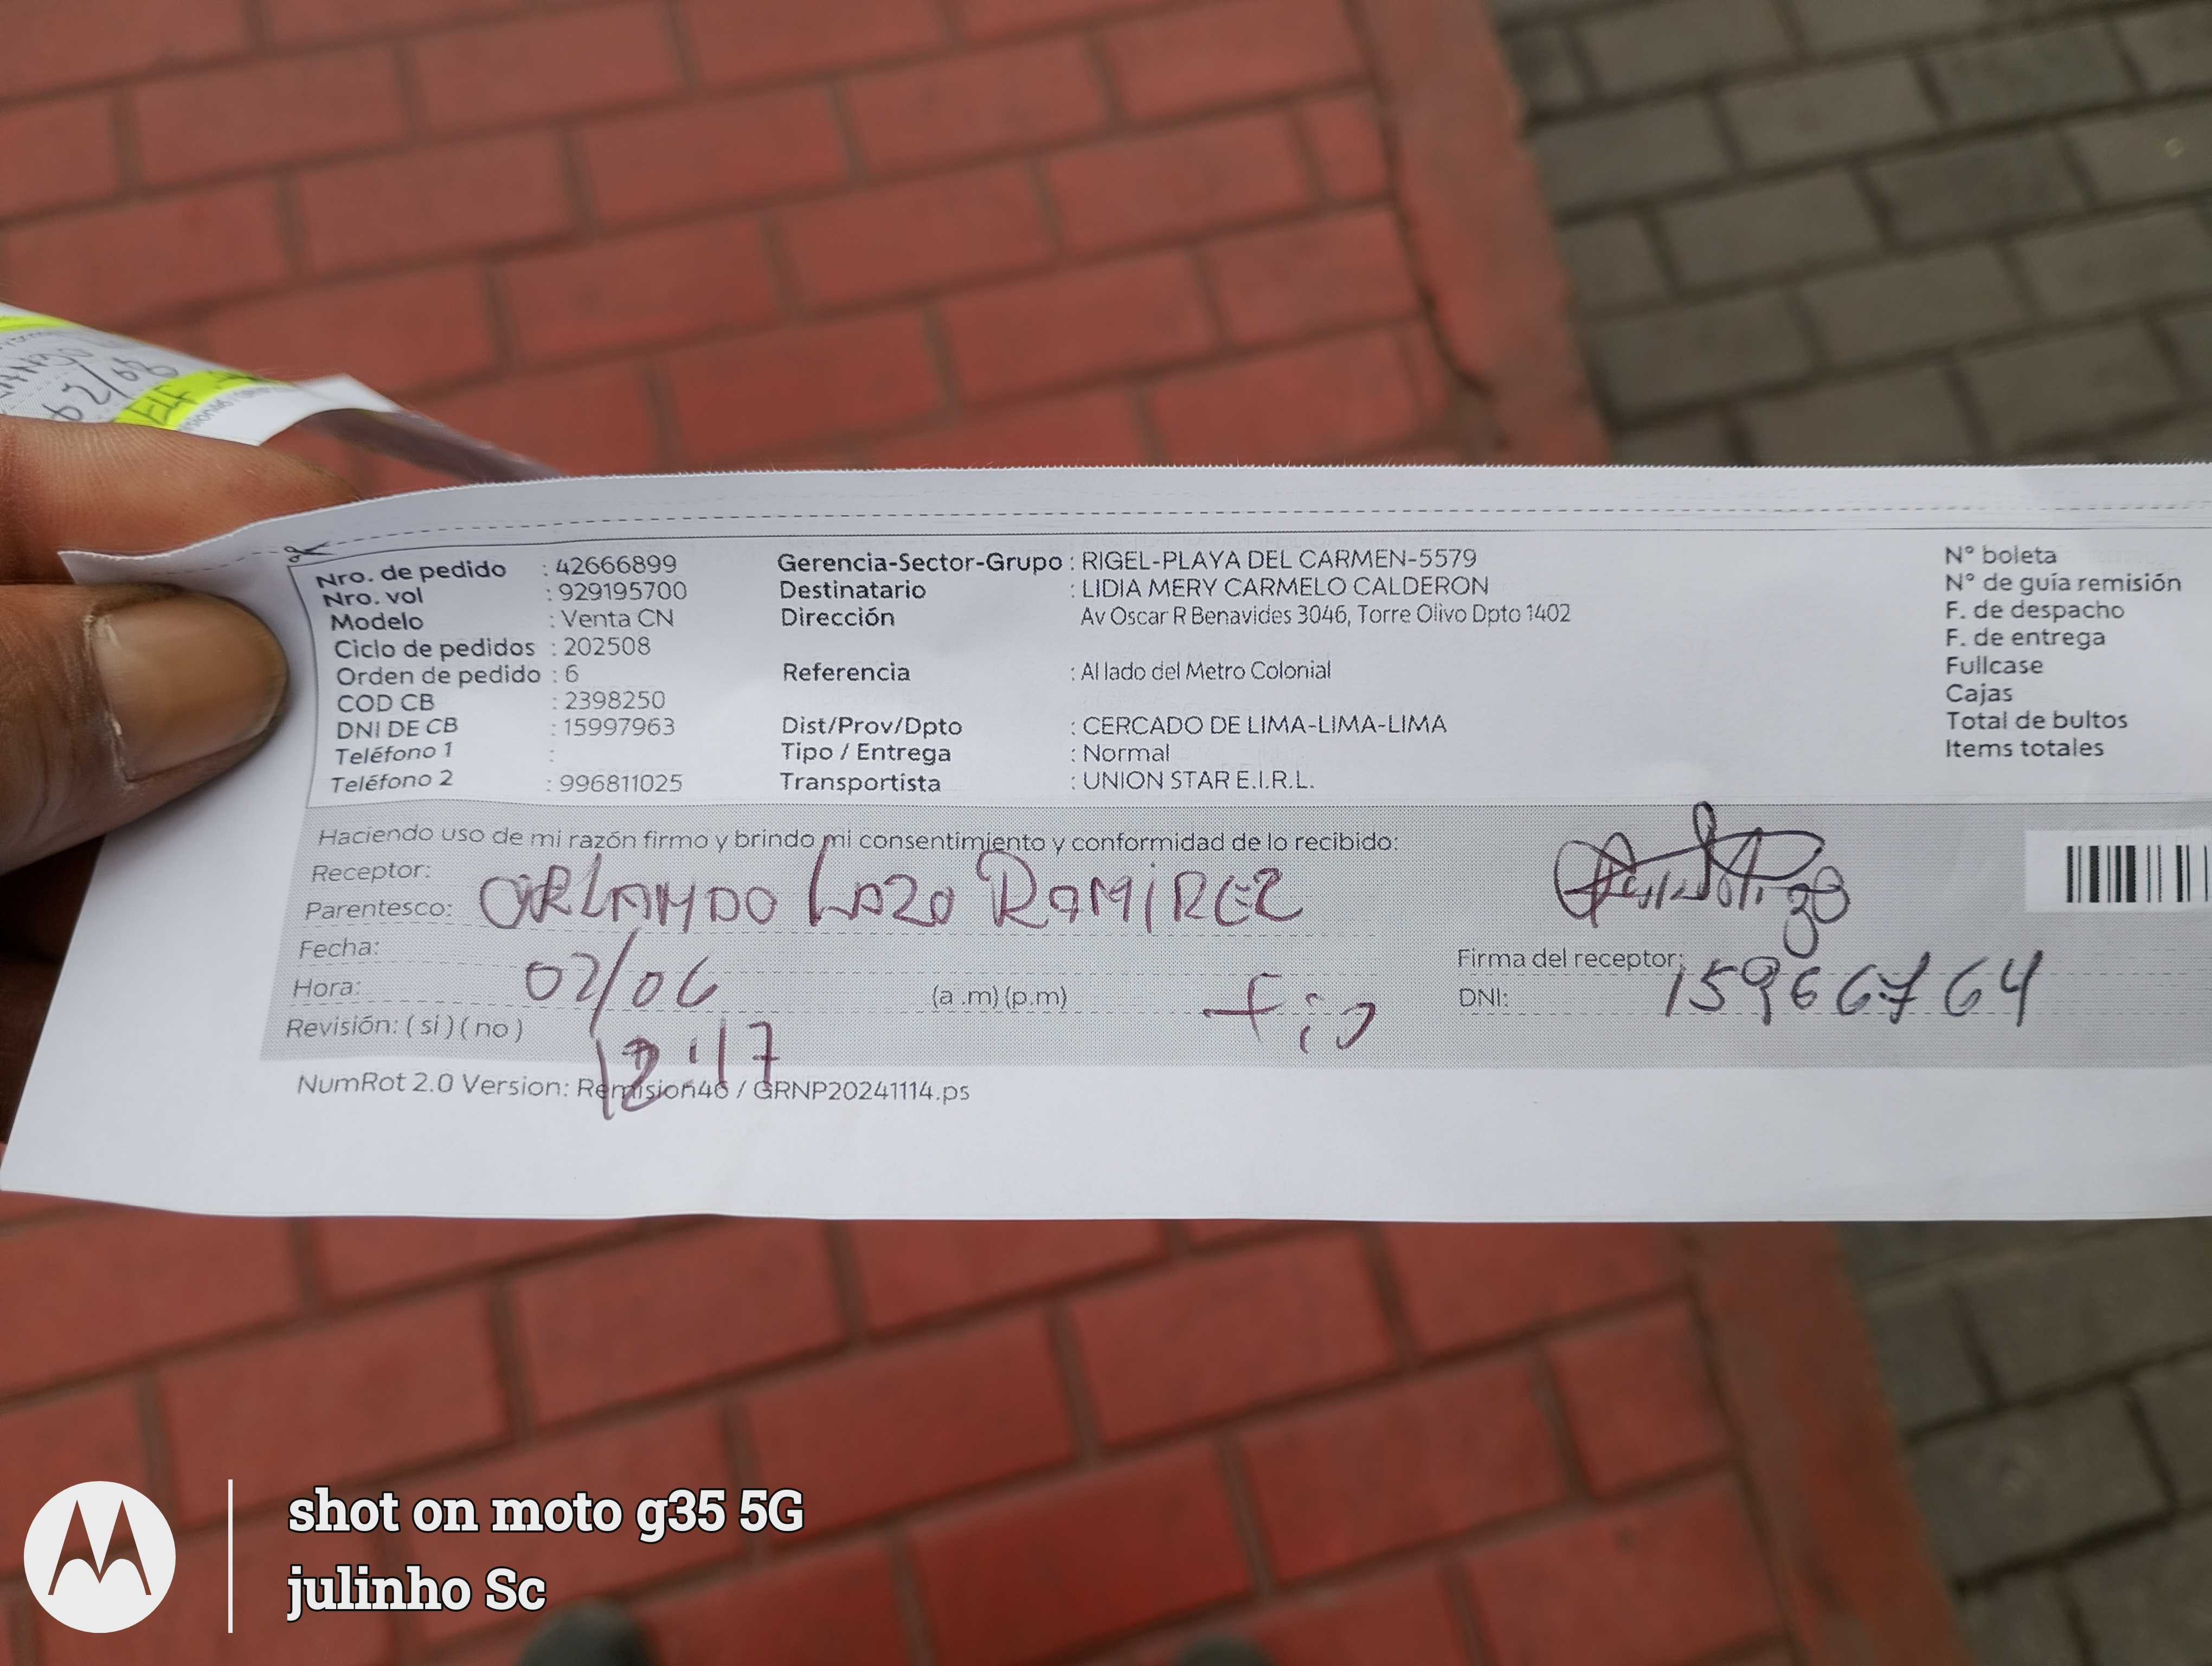 Nro. de pedido : 42666899
Nro. vol : 929195700
Modelo : Venta CN
Ciclo de pedidos : 202508
Orden de pedido : 6
COD CB : 2398250
DNI DE CB : 15997963
Teléfono 1 :
Teléfono 2 : 996811025
Gerencia-Sector-Grupo : RIGEL-PLAYA DEL CARMEN-5579
Destinatario : LIDIA MERY CARMELO CALDERON
Dirección Av Oscar R Benavides 3046, Torre Olivo Dpto 1402
Referencia : Al lado del Metro Colonial
Dist/Prov/Dpto : CERCADO DE LIMA-LIMA-LIMA
Tipo / Entrega : Normal
Transportista : UNION STAR E.I.R.L.
N° boleta
N° de guía remisión
F. de despacho
F. de entrega
Fullcase
Cajas
Total de bultos
Items totales
Haciendo uso de mi razón firmo y brindo mi consentimiento y conformidad de lo recibido:
Receptor:
Parentesco: ORLANDO LAZO RAMIREZ
Fecha:
Hora: 02/06 (a .m) (p.m)
Revisión: ( si ) ( no )
12:17
Firma del receptor:
DNI: 15966764
NumRot 2.0 Version: Remision46 / GRNP20241114.ps
shot on moto g35 5G
julinho Sc